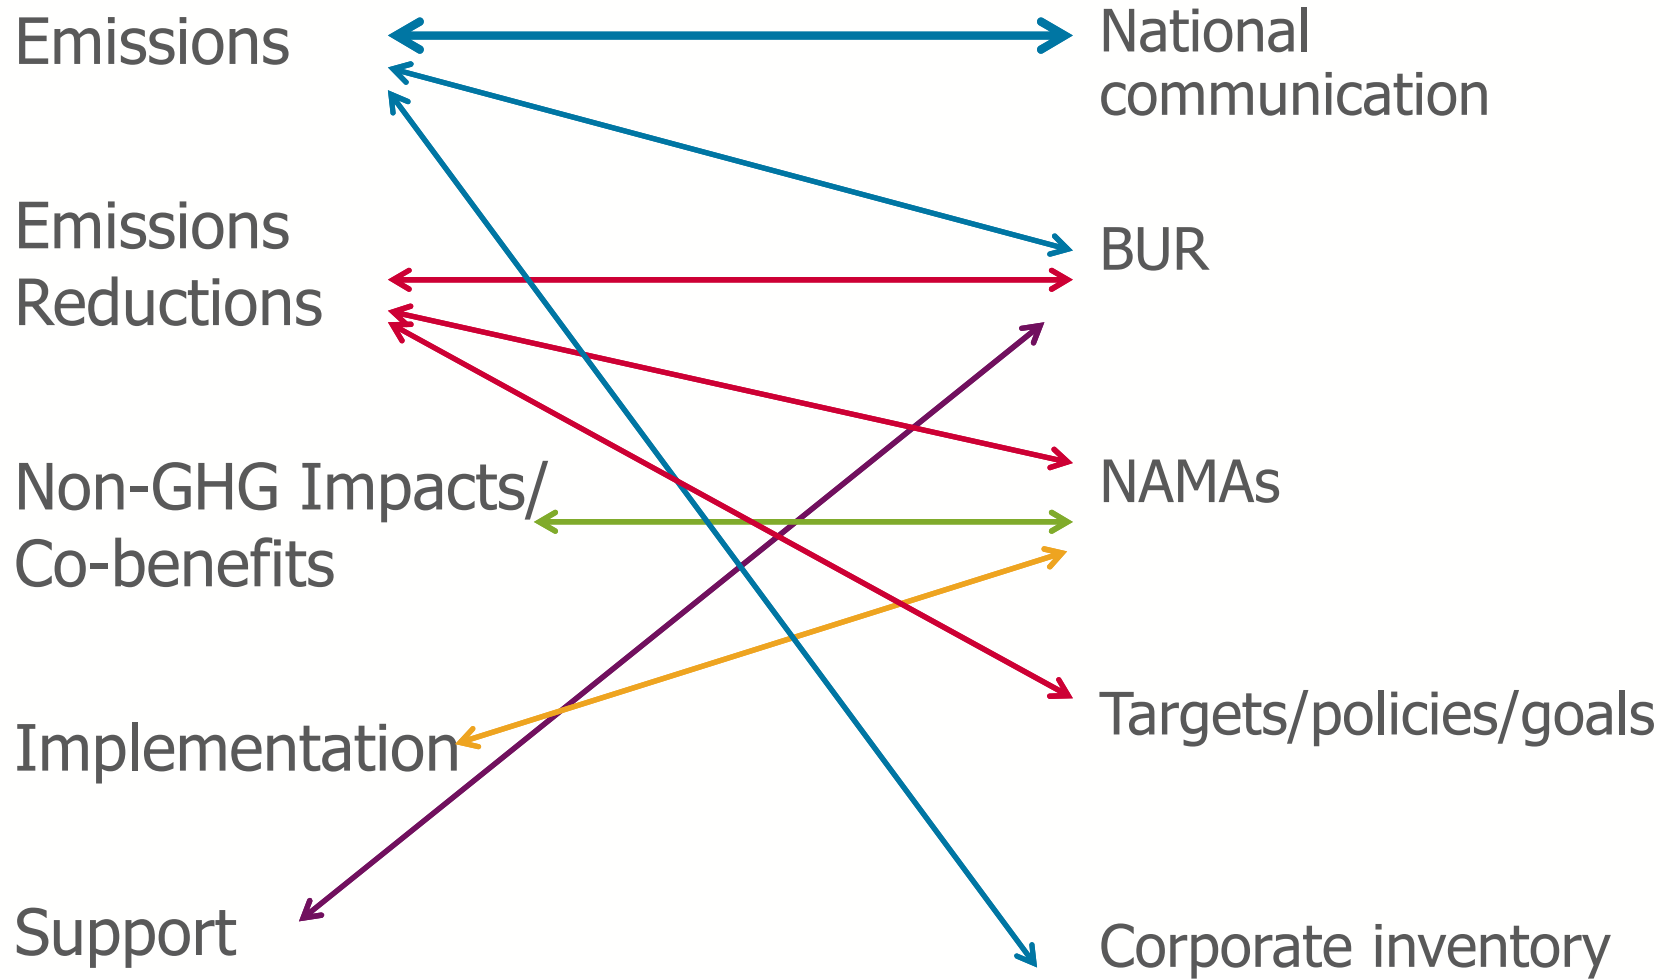 Emissions
Emissions
Reductions
Non-GHG Impacts/
Co-benefits
Implementation
Support
National
communication
BUR
NAMAs
Targets/policies/goals
Corporate inventory